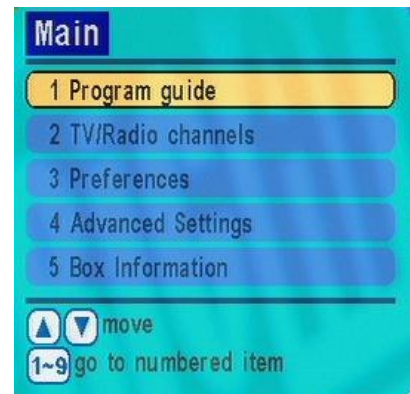 Main
1 Program guide
2 TV/Radio channels
3 Preferences
4 Advanced Settings
5 Box Information
▲ ▼ move
1~9 go to numbered item